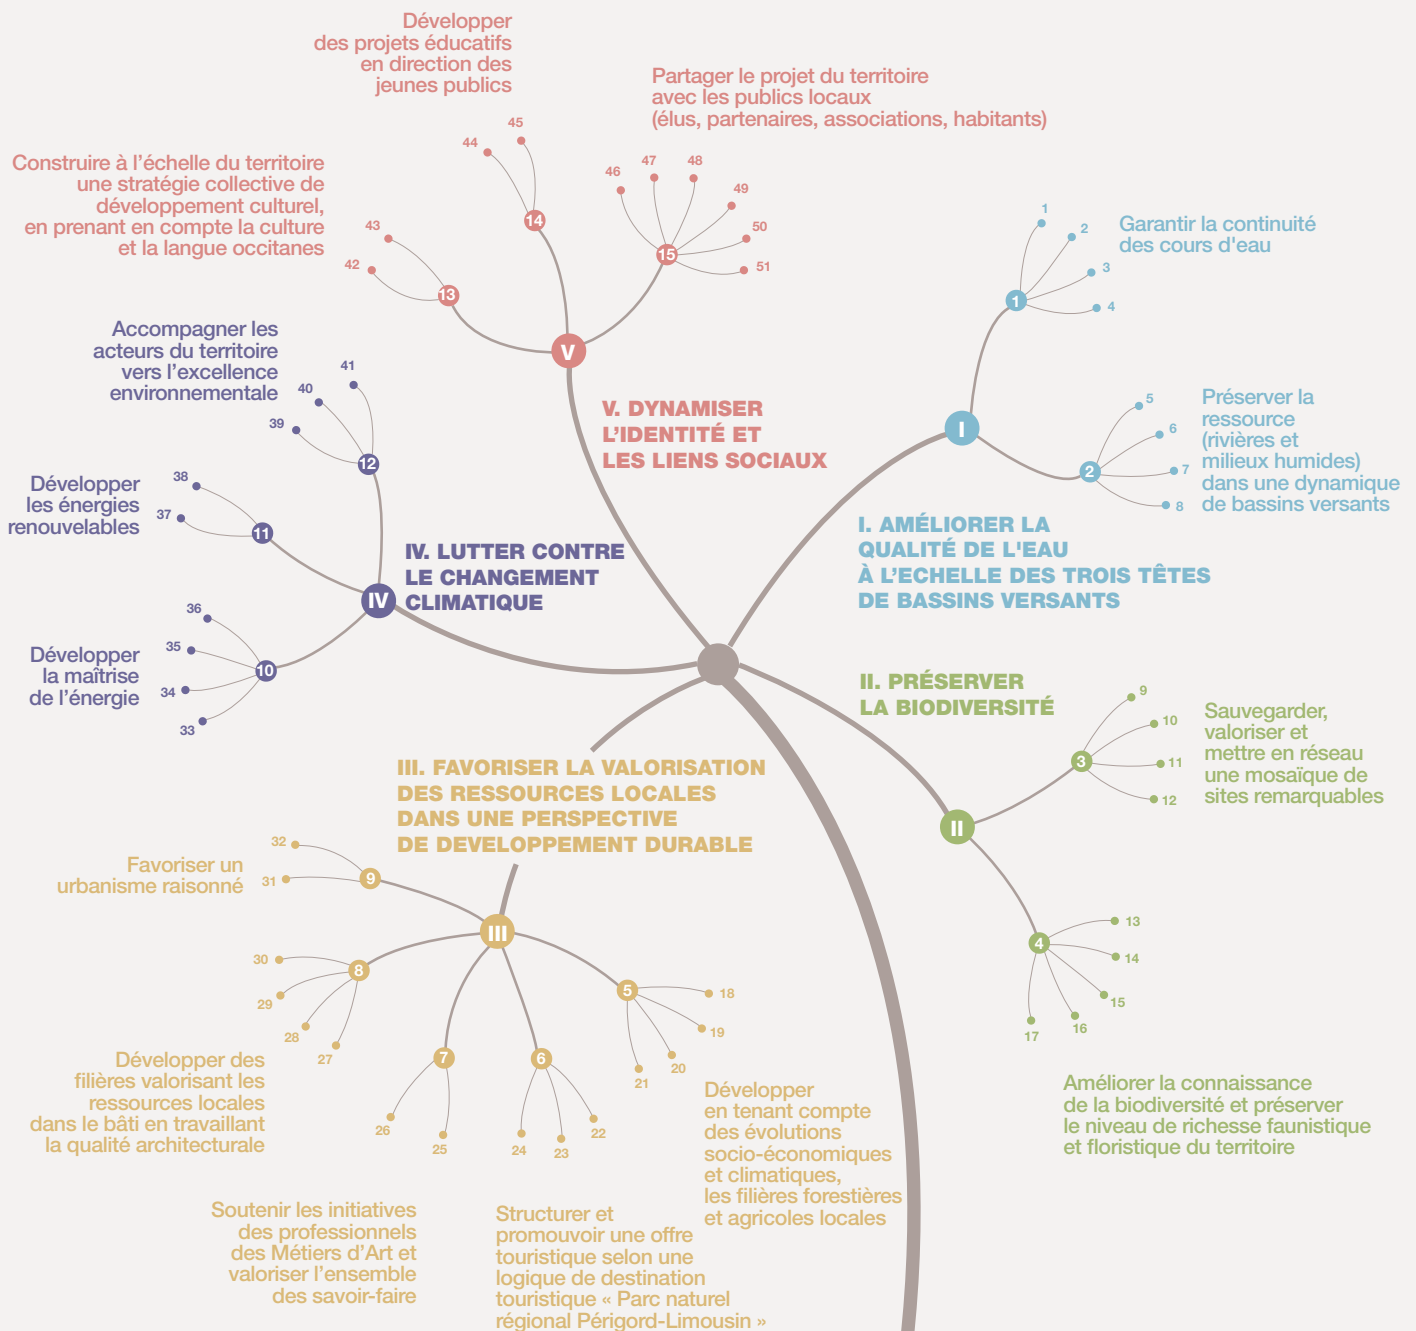 Développer
des projets éducatifs
en direction des
jeunes publics
45
44
14
Partager le projet du territoire
avec les publics locaux
(élus, partenaires, associations, habitants)
46
47
48
49
50
51
15
Construire à l'échelle du territoire
une stratégie collective de
développement culturel,
en prenant en compte la culture
et la langue occitanes
43
42
13
V
V. DYNAMISER
L'IDENTITÉ ET
LES LIENS SOCIAUX
1
2
3
4
1
Garantir la continuité
des cours d'eau
I
5
6
7
8
2
Préserver la
ressource
(rivières et
milieux humides)
dans une dynamique
de bassins versants
I. AMÉLIORER LA
QUALITÉ DE L'EAU
À L'ECHELLE DES TROIS TÊTES
DE BASSINS VERSANTS
Accompagner les
acteurs du territoire
vers l'excellence
environnementale
41
40
39
12
Développer
les énergies
renouvelables
38
37
11
IV
IV. LUTTER CONTRE
LE CHANGEMENT
CLIMATIQUE
Développer
la maîtrise
de l'énergie
36
35
34
33
10
II. PRÉSERVER
LA BIODIVERSITÉ
9
10
11
12
3
Sauvegarder,
valoriser et
mettre en réseau
une mosaïque de
sites remarquables
II
13
14
15
16
17
4
Améliorer la connaissance
de la biodiversité et préserver
le niveau de richesse faunistique
et floristique du territoire
III. FAVORISER LA VALORISATION
DES RESSOURCES LOCALES
DANS UNE PERSPECTIVE
DE DEVELOPPEMENT DURABLE
III
Favoriser un
urbanisme raisonné
32
31
9
30
29
28
27
8
Développer des
filières valorisant les
ressources locales
dans le bâti en travaillant
la qualité architecturale
7
26
25
Soutenir les initiatives
des professionnels
des Métiers d'Art et
valoriser l'ensemble
des savoir-faire
6
24
23
22
Structurer et
promouvoir une offre
touristique selon une
logique de destination
touristique « Parc naturel
régional Périgord-Limousin »
5
18
19
20
21
Développer
en tenant compte
des évolutions
socio-économiques
et climatiques,
les filières forestières
et agricoles locales